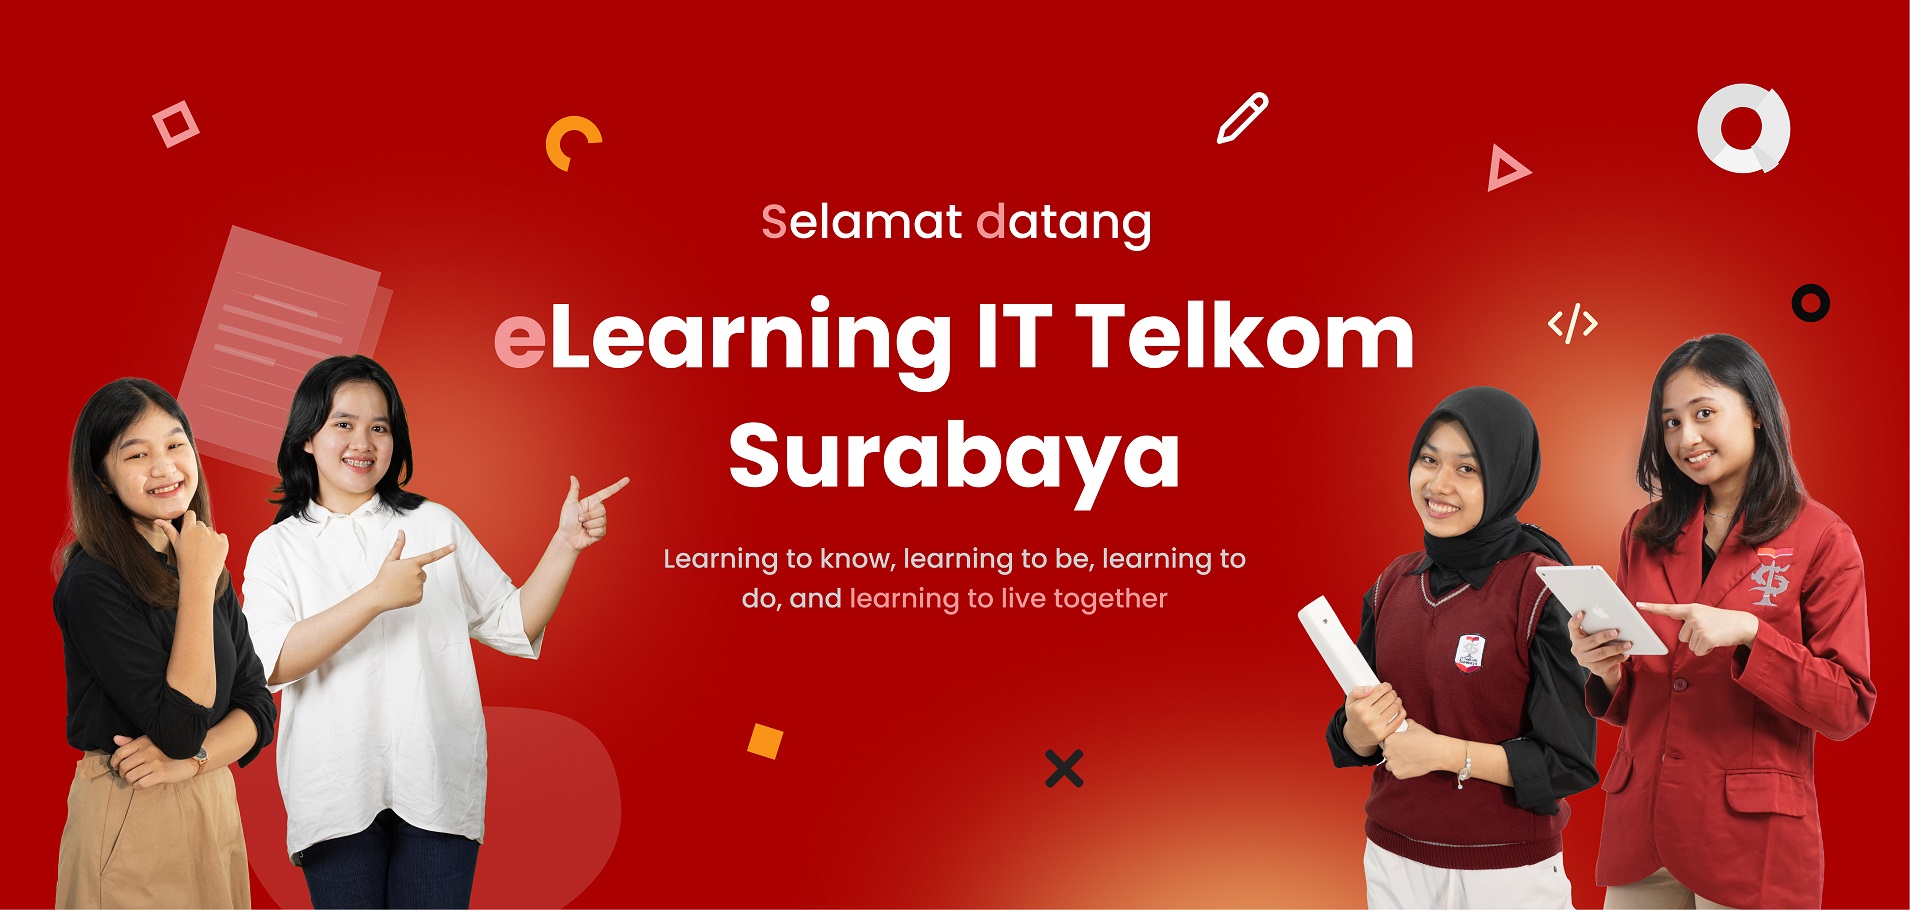 Selamat datang
eLearning IT Telkom
Surabaya
Learning to know, learning to be, learning to
do, and learning to live together